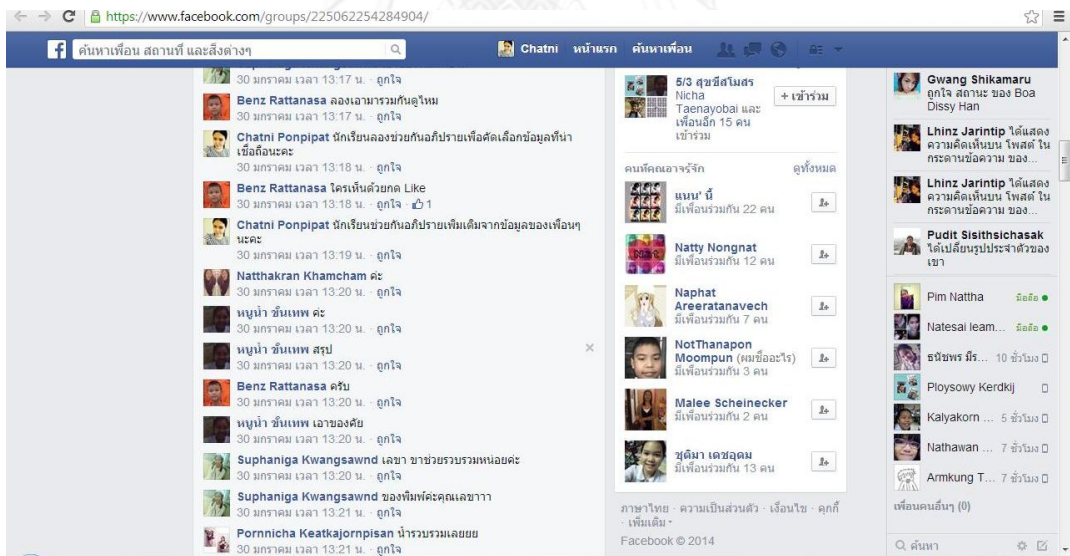 https://www.facebook.com/groups/225062254284904/
ค้นหาเพื่อน สถานที่ และสิ่งต่างๆ
Chatni หน้าแรก ค้นหาเพื่อน
30 มกราคม เวลา 13:17 น. · ถูกใจ
Benz Rattanasa ลองเอามารวมกันดูไหม
30 มกราคม เวลา 13:17 น. · ถูกใจ
Chatni Ponpipat นักเรียนลองช่วยกันอภิปรายเพื่อคัดเลือกข้อมูลที่น่า
เชื่อถือนะคะ
30 มกราคม เวลา 13:18 น. · ถูกใจ
Benz Rattanasa ใครเห็นด้วยกด Like
30 มกราคม เวลา 13:18 น. · ถูกใจ · 1
Chatni Ponpipat นักเรียนช่วยกันอภิปรายเพิ่มเติมจากข้อมูลของเพื่อนๆ
นะคะ
30 มกราคม เวลา 13:19 น. · ถูกใจ
Natthakran Khamcham ค่ะ
30 มกราคม เวลา 13:20 น. · ถูกใจ
หนูน้ำ ขันเทพ ค่ะ
30 มกราคม เวลา 13:20 น. · ถูกใจ
หนูน้ำ ขันเทพ สรุป
30 มกราคม เวลา 13:20 น. · ถูกใจ
Benz Rattanasa ครับ
30 มกราคม เวลา 13:20 น. · ถูกใจ
หนูน้ำ ขันเทพ เอาของคัย
30 มกราคม เวลา 13:20 น. · ถูกใจ
Suphaniga Kwangsawnd เลขา ขาช่วยรวบรวมหน่อยค่ะ
30 มกราคม เวลา 13:21 น. · ถูกใจ
Suphaniga Kwangsawnd ของพิมพ์ค่ะคุณเลขาาา
30 มกราคม เวลา 13:21 น. · ถูกใจ
Pornnicha Keatkajornpisan น้ำรวบรวมเลยยย
30 มกราคม เวลา 13:21 น. · ถูกใจ
5/3 สุขขีสโมสร
Nicha
Taenayobai และ
เพื่อนอีก 15 คน
เข้าร่วม
+ เข้าร่วม
คนที่คุณอาจรู้จัก
ดูทั้งหมด
แนน' นี้
มีเพื่อนร่วมกัน 22 คน
Natty Nongnat
มีเพื่อนร่วมกัน 12 คน
Naphat
Areeratanavech
มีเพื่อนร่วมกัน 7 คน
NotThanapon
Moompun (ผมชื่ออะไร)
มีเพื่อนร่วมกัน 3 คน
Malee Scheinecker
มีเพื่อนร่วมกัน 2 คน
ชุติมา เดชอุดม
มีเพื่อนร่วมกัน 13 คน
ภาษาไทย · ความเป็นส่วนตัว · เงื่อนไข · คุกกี้
· เพิ่มเติม
Facebook © 2014
Gwang Shikamaru
ถูกใจ สถานะ ของ Boa
Dissy Han
Lhinz Jarintip ได้แสดง
ความคิดเห็นบน โพสต์ ใน
กระดานข้อความ ของ...
Lhinz Jarintip ได้แสดง
ความคิดเห็นบน โพสต์ ใน
กระดานข้อความ ของ...
Pudit Sisithsichasak
ได้เปลี่ยนรูปประจำตัวของ
เขา
Pim Nattha มือถือ
Natesai leam... มือถือ
ธนัชพร มีร... 10 ชั่วโมง
Ploysowy Kerdkij
Kalyakorn ... 5 ชั่วโมง
Nathawan ... 7 ชั่วโมง
Armkung T... 7 ชั่วโมง
เพื่อนคนอื่นๆ (0)
ค้นหา